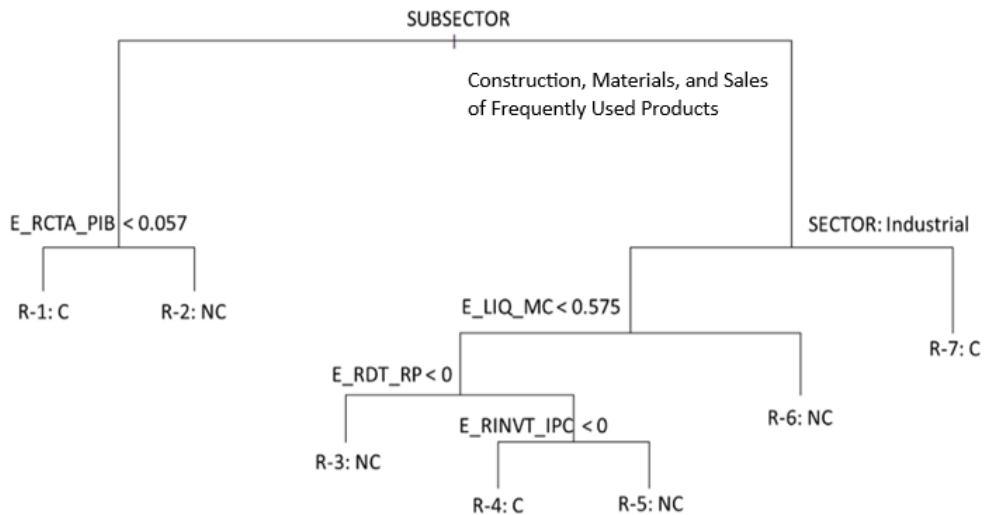 SUBSECTOR
Construction, Materials, and Sales
of Frequently Used Products
E_RCTA_PIB < 0.057
SECTOR: Industrial
R-1: C
R-2: NC
E_LIQ_MC < 0.575
R-7: C
E_RDT_RP < 0
R-6: NC
E_RINVT_IPC < 0
R-3: NC
R-4: C
R-5: NC